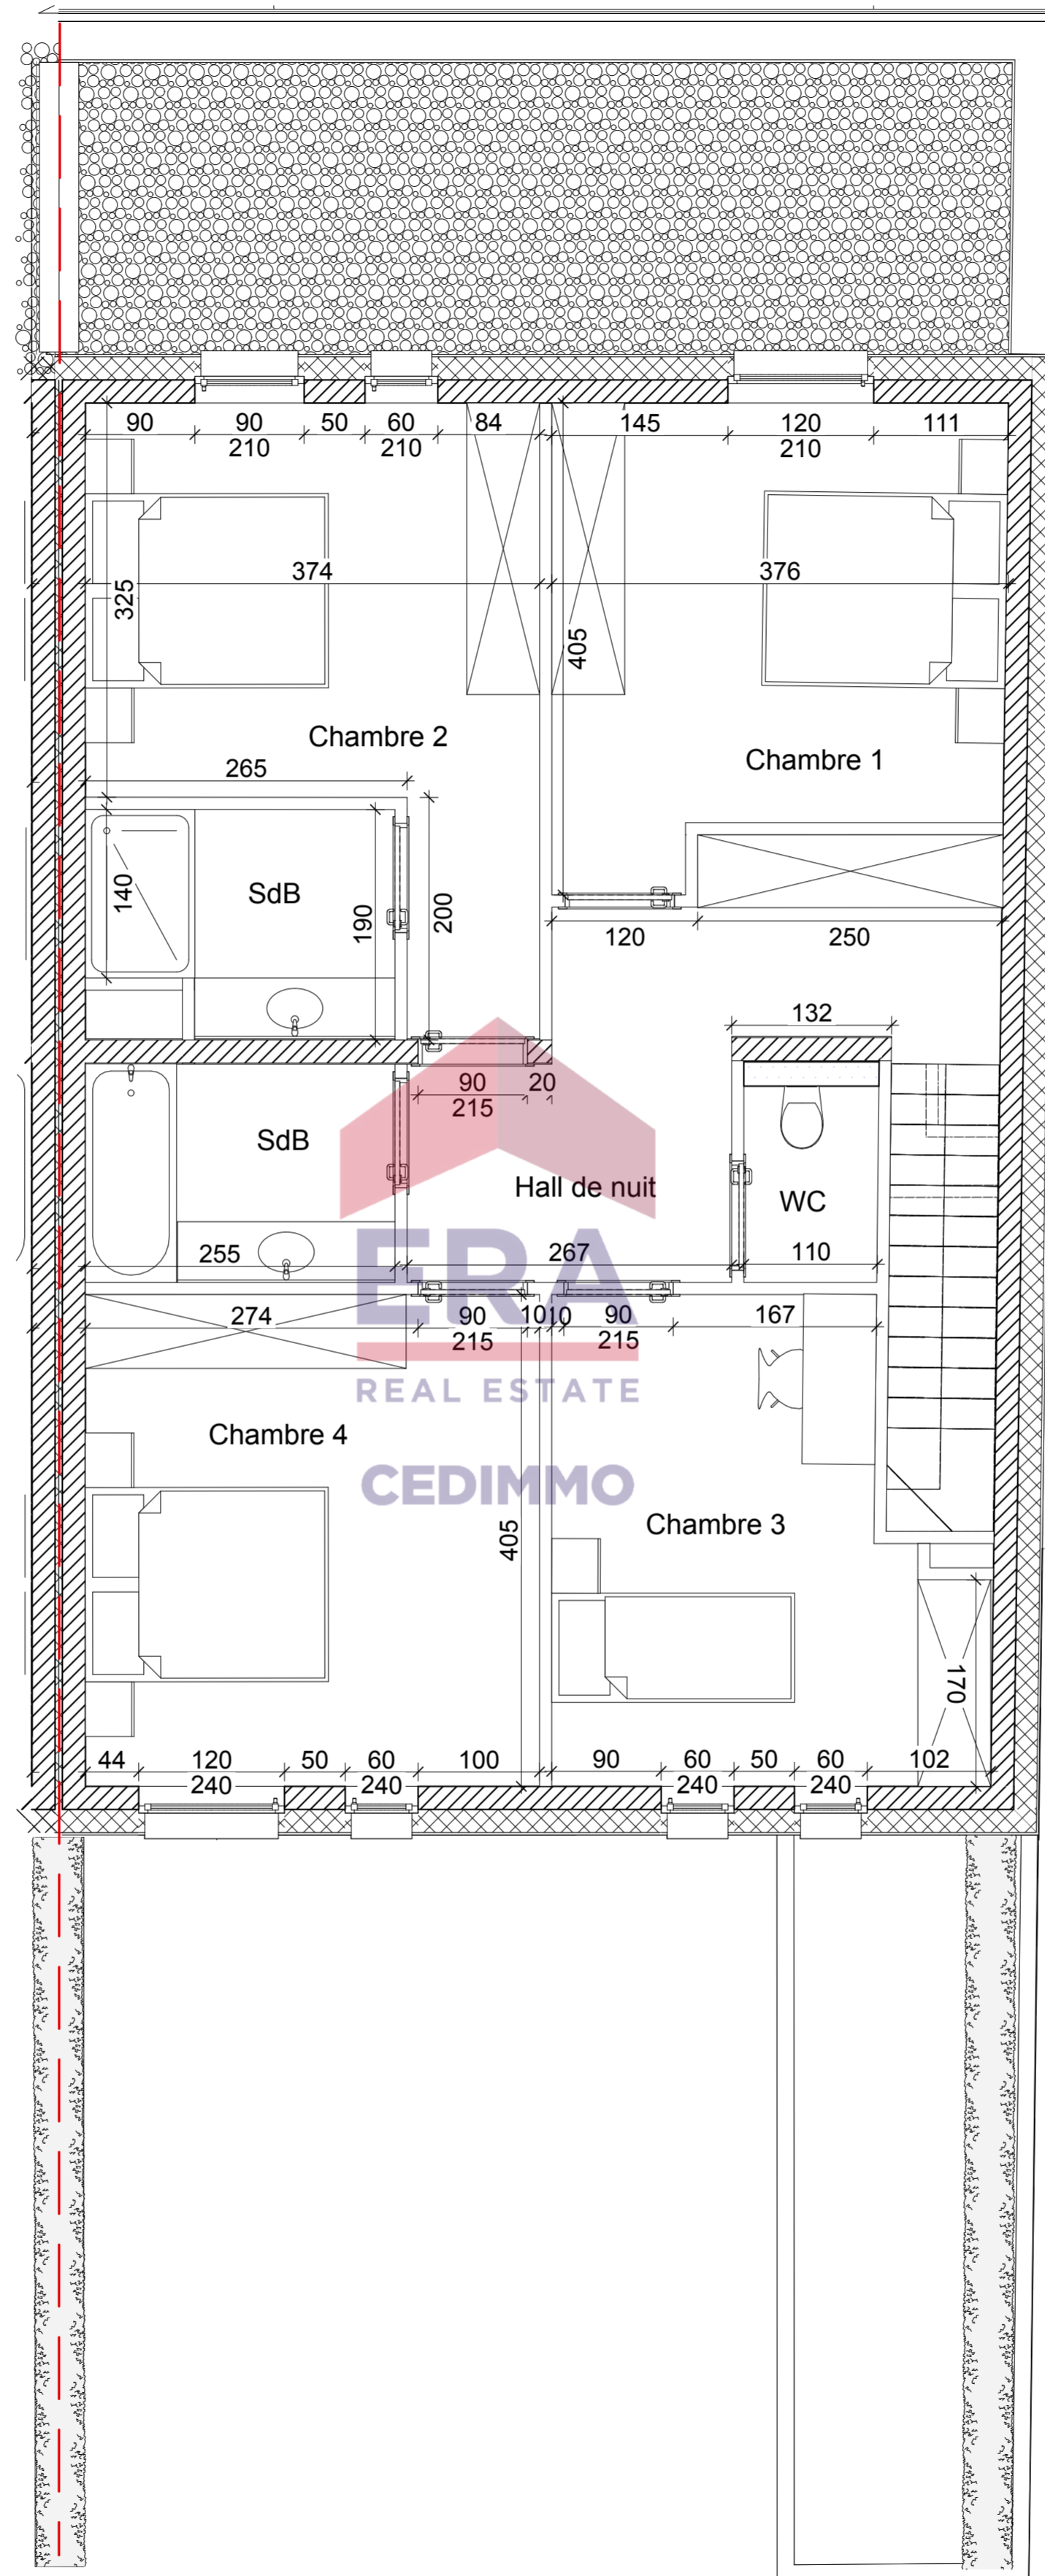 90 90 50 60 84 145 120 111
210 210 210
374 376
325
405
Chambre 2
Chambre 1
265
140
SdB
190
200
120 250
132
90 20
215
SdB
Hall de nuit
WC
ERA
255 267 110
274 90 10 10 90 167
215 215
REAL ESTATE
Chambre 4
CEDIMMO
405
Chambre 3
170
44 120 50 60 100 90 60 50 60 102
240 240 240 240